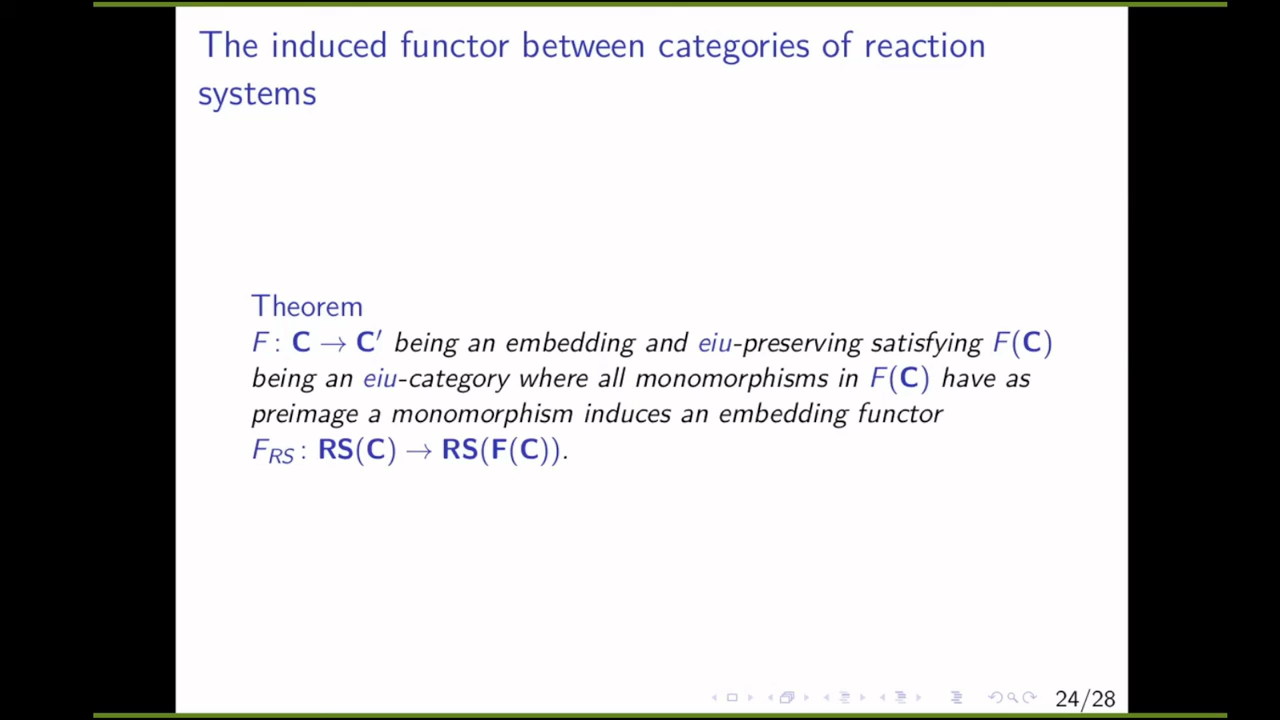 The induced functor between categories of reaction
systems
Theorem
F : C → C′ being an embedding and eiu-preserving satisfying F(C)
being an eiu-category where all monomorphisms in F(C) have as
preimage a monomorphism induces an embedding functor
F_RS : RS(C) → RS(F(C)).
24/28